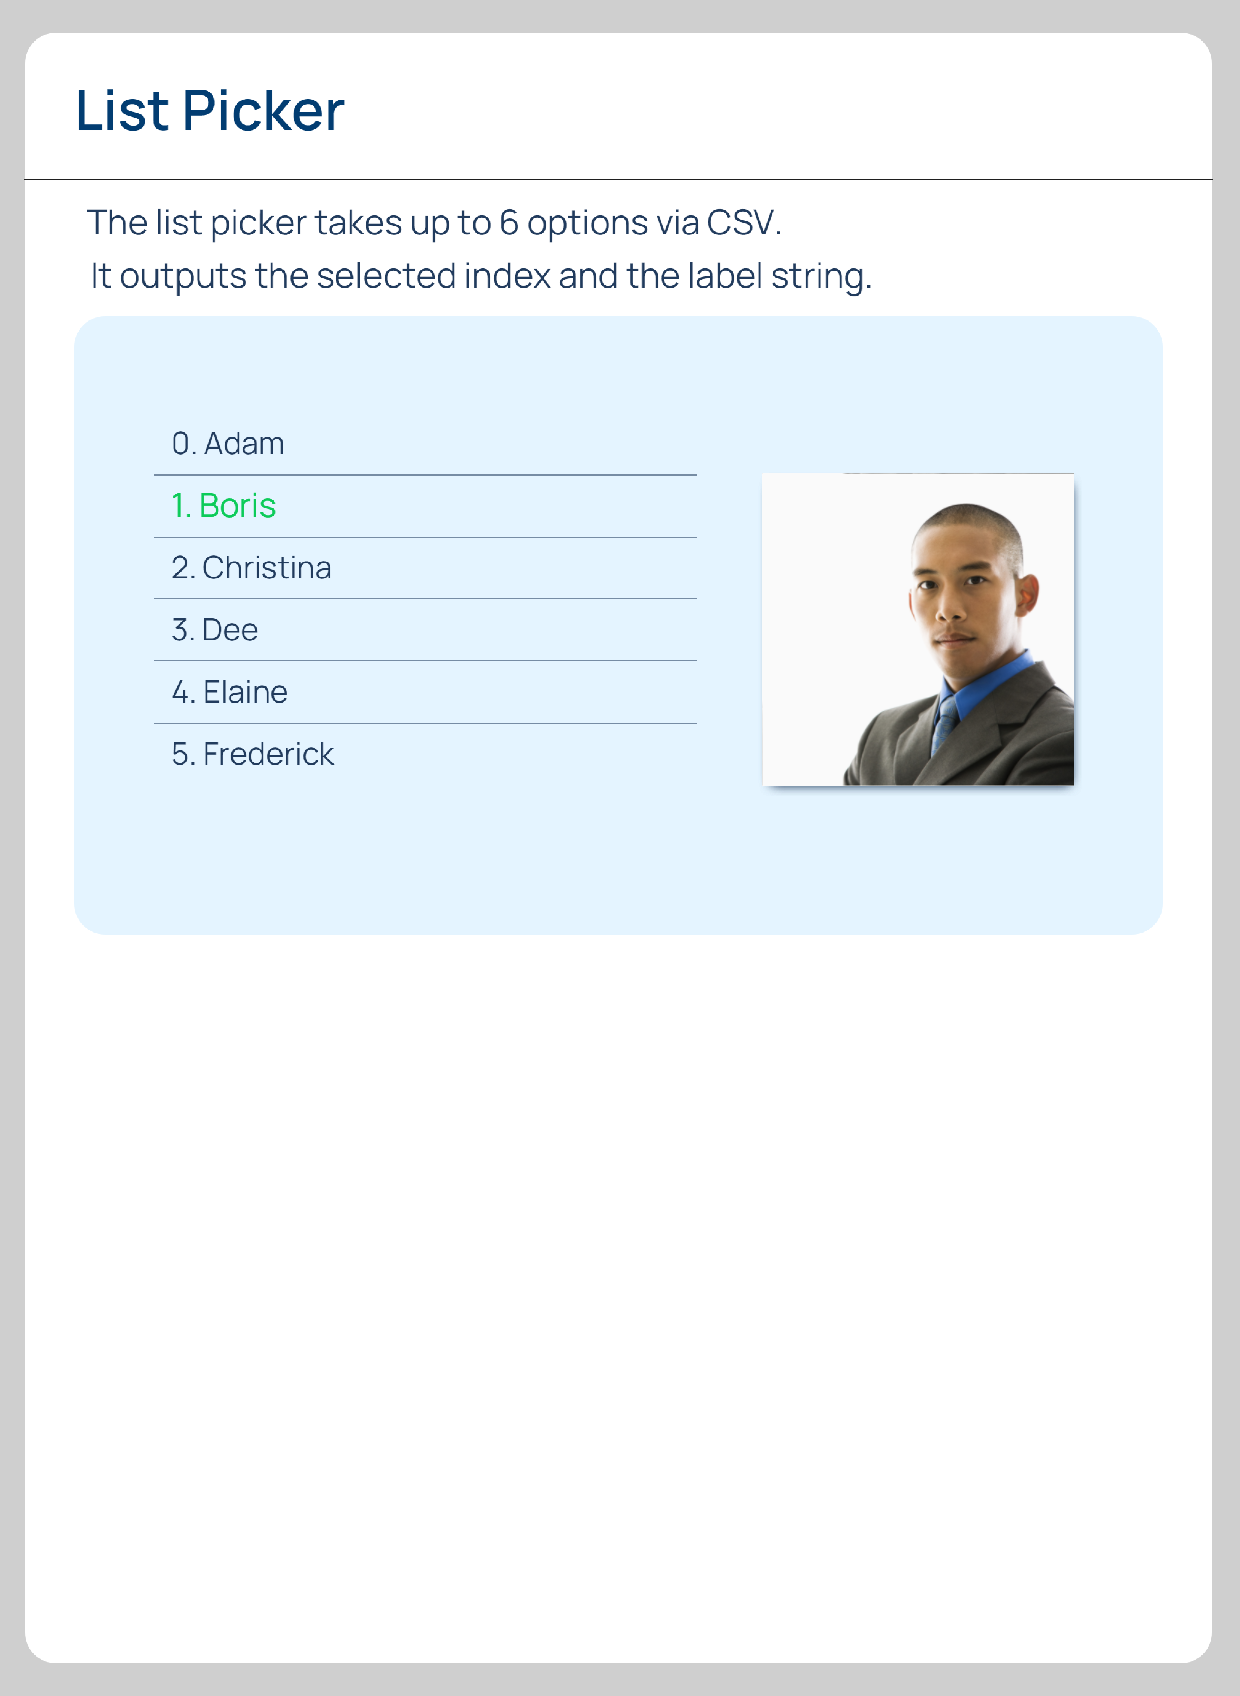 List Picker
The list picker takes up to 6 options via CSV.
It outputs the selected index and the label string.
0. Adam
1. Boris
2. Christina
3. Dee
4. Elaine
5. Frederick